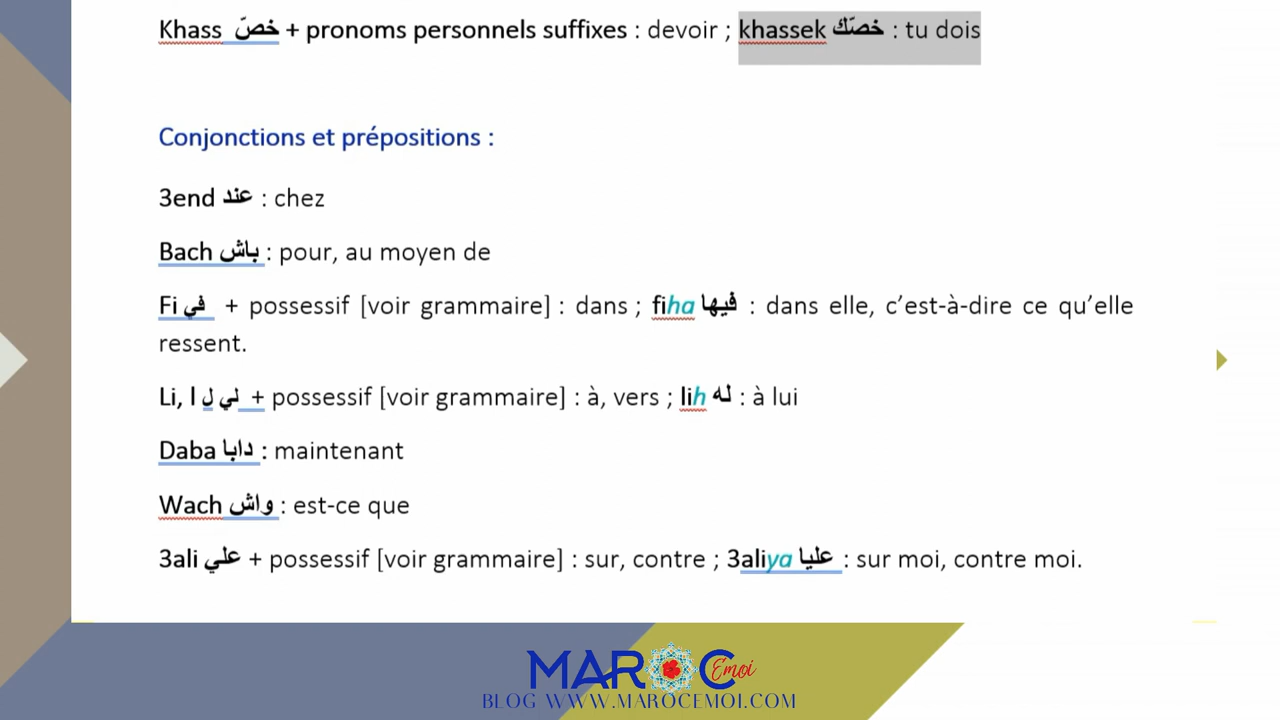 Khass خصّ + pronoms personnels suffixes : devoir ; khassek خصّك : tu dois
Conjonctions et prépositions :
3end عند : chez
Bach باش : pour, au moyen de
Fi في + possessif [voir grammaire] : dans ; fiha فيها : dans elle, c’est-à-dire ce qu’elle
ressent.
Li, l لي ل + possessif [voir grammaire] : à, vers ; lih له : à lui
Daba دابا : maintenant
Wach واش : est-ce que
3ali علي + possessif [voir grammaire] : sur, contre ; 3aliya عليا : sur moi, contre moi.
MAROC Emoi
BLOG WWW.MAROCEMOI.COM